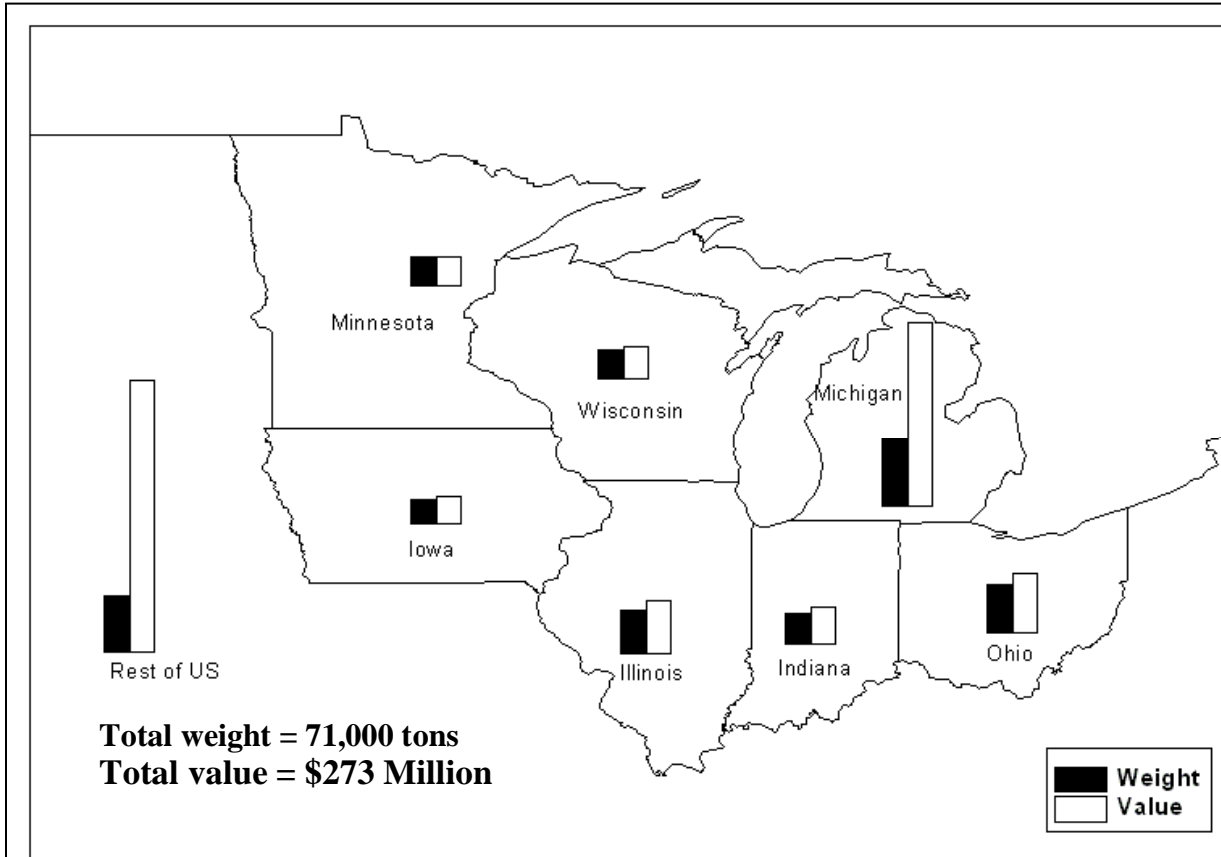 Minnesota
Wisconsin
Michigan
Iowa
Rest of US
Illinois
Indiana
Ohio
Total weight = 71,000 tons
Total value = $273 Million
Weight
Value